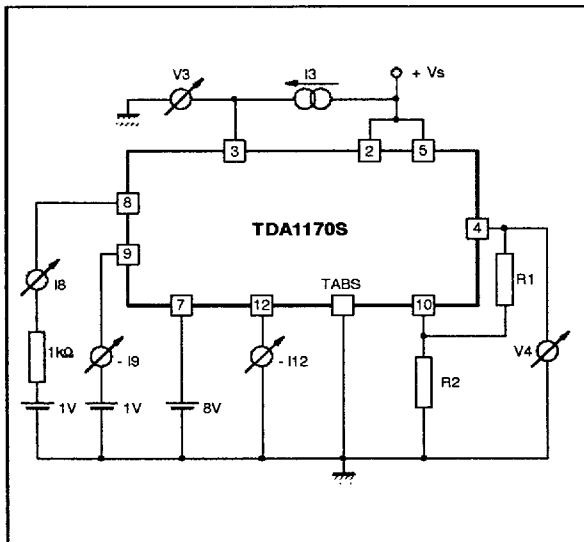 V3
I3
+ Vs
3
2
5
8
TDA1170S
4
9
I8
TABS
R1
7
12
10
1kΩ
- I9
- I12
R2
V4
1V
1V
8V